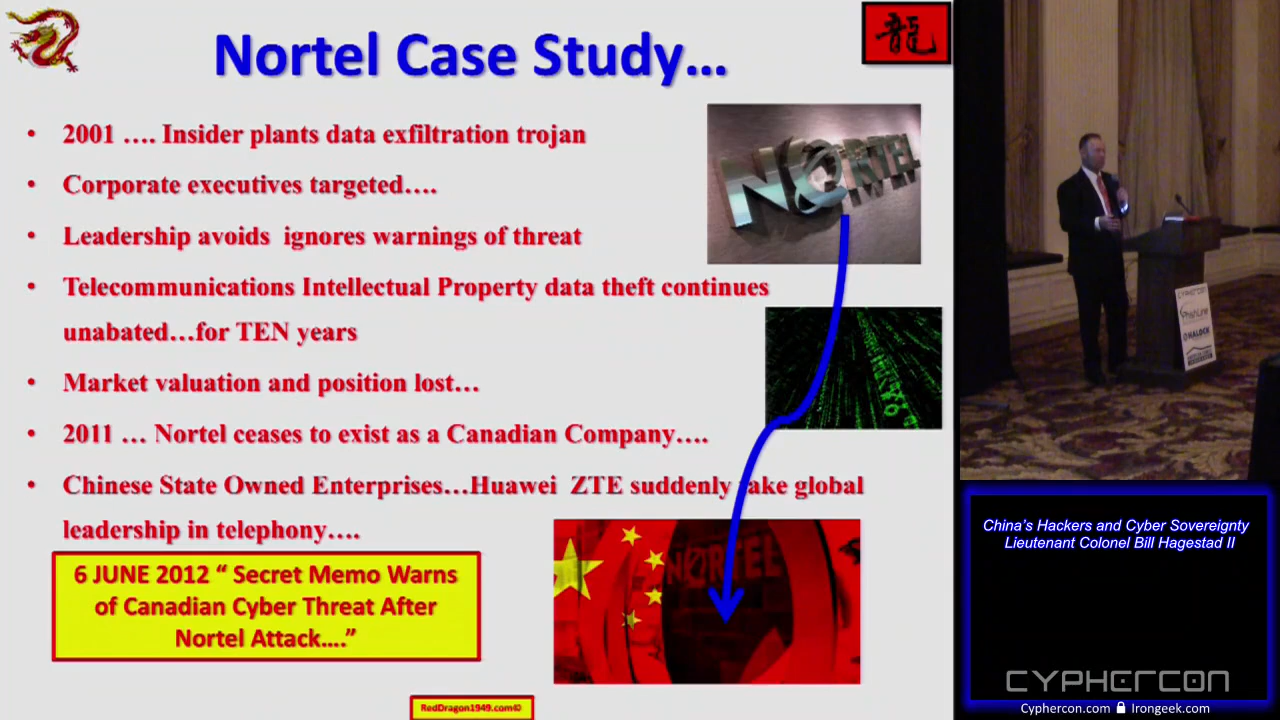 龍
Nortel Case Study...
• 2001 …. Insider plants data exfiltration trojan
• Corporate executives targeted….
• Leadership avoids ignores warnings of threat
• Telecommunications Intellectual Property data theft continues
unabated…for TEN years
• Market valuation and position lost…
• 2011 … Nortel ceases to exist as a Canadian Company….
• Chinese State Owned Enterprises…Huawei ZTE suddenly take global
leadership in telephony….
6 JUNE 2012 “ Secret Memo Warns
of Canadian Cyber Threat After
Nortel Attack….”
RedDragon1949.com©
NORTEL
NORTEL
CYPHERCON
China's Hackers and Cyber Sovereignty
Lieutenant Colonel Bill Hagestad II
CYPHERCON
Cyphercon.com Irongeek.com